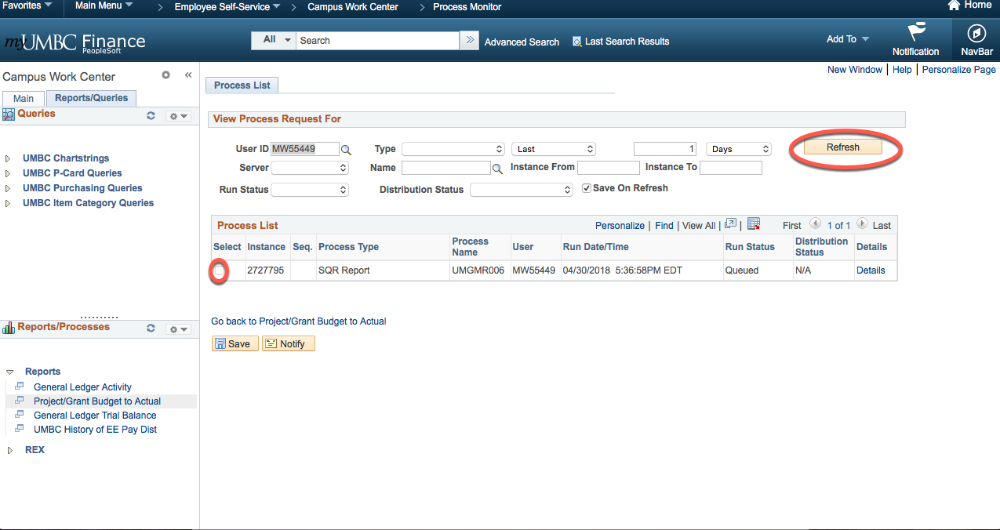 Favorites Main Menu > Employee Self-Service > Campus Work Center > Process Monitor Home
myUMBC Finance
PeopleSoft
All Search Advanced Search Last Search Results Add To Notification NavBar
New Window | Help | Personalize Page
Campus Work Center
Main Reports/Queries
Queries
UMBC Chartstrings
UMBC P-Card Queries
UMBC Purchasing Queries
UMBC Item Category Queries
Reports/Processes
Reports
General Ledger Activity
Project/Grant Budget to Actual
General Ledger Trial Balance
UMBC History of EE Pay Dist
REX
Process List
View Process Request For
User ID MW55449 Type Last 1 Days Refresh
Server Name Instance From Instance To
Run Status Distribution Status Save On Refresh
Process List Personalize | Find | View All | | First 1 of 1 Last
Select Instance Seq. Process Type Process Name User Run Date/Time Run Status Distribution Status Details
2727795 SQR Report UMGMR006 MW55449 04/30/2018 5:36:58PM EDT Queued N/A Details
Go back to Project/Grant Budget to Actual
Save Notify